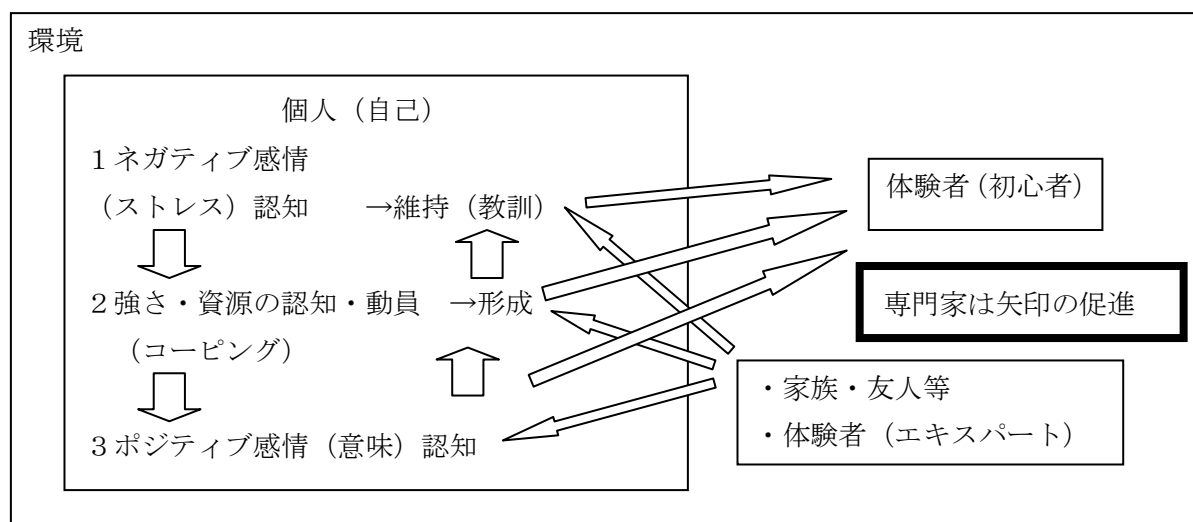 環境
個人（自己）
１ネガティブ感情
（ストレス）認知　→維持（教訓）
２強さ・資源の認知・動員　→形成
（コーピング）
３ポジティブ感情（意味）認知
体験者（初心者）
専門家は矢印の促進
・家族・友人等
・体験者（エキスパート）